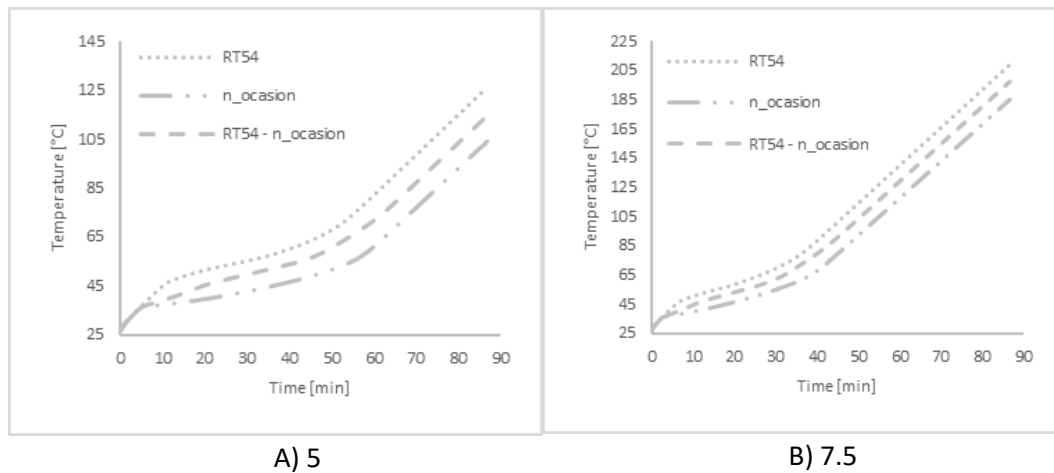 145
125
105
85
65
45
25
Temperature [°C]
RT54
n_ocasion
RT54 - n_ocasion
0 10 20 30 40 50 60 70 80 90
Time [min]
A) 5
225
205
185
165
145
125
105
85
65
45
25
Temperature [°C]
RT54
n_ocasion
RT54 - n_ocasion
0 10 20 30 40 50 60 70 80 90
Time [min]
B) 7.5